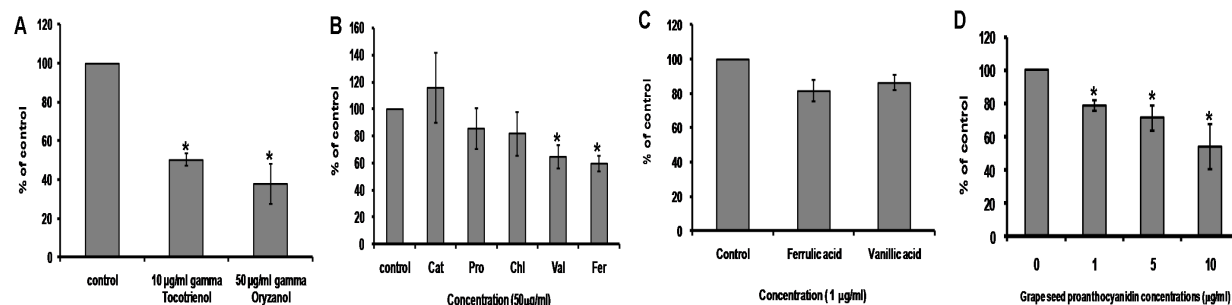 A
% of control
120
100
80
60
40
20
0
*
*
control
10 µg/ml gamma
Tocotrienol
50 µg/ml gamma
Oryzanol
B
% of control
160
140
120
100
80
60
40
20
0
*
*
control Cat Pro Chl Val Fer
Concentration (50µg/ml)
C
% of control
120
100
80
60
40
20
0
Control Ferrulic acid Vanillic acid
Concentration (1 µg/ml)
D
% of control
120
100
80
60
40
20
0
*
*
*
0 1 5 10
Grape seed proanthocyanidin concentrations (µg/ml)